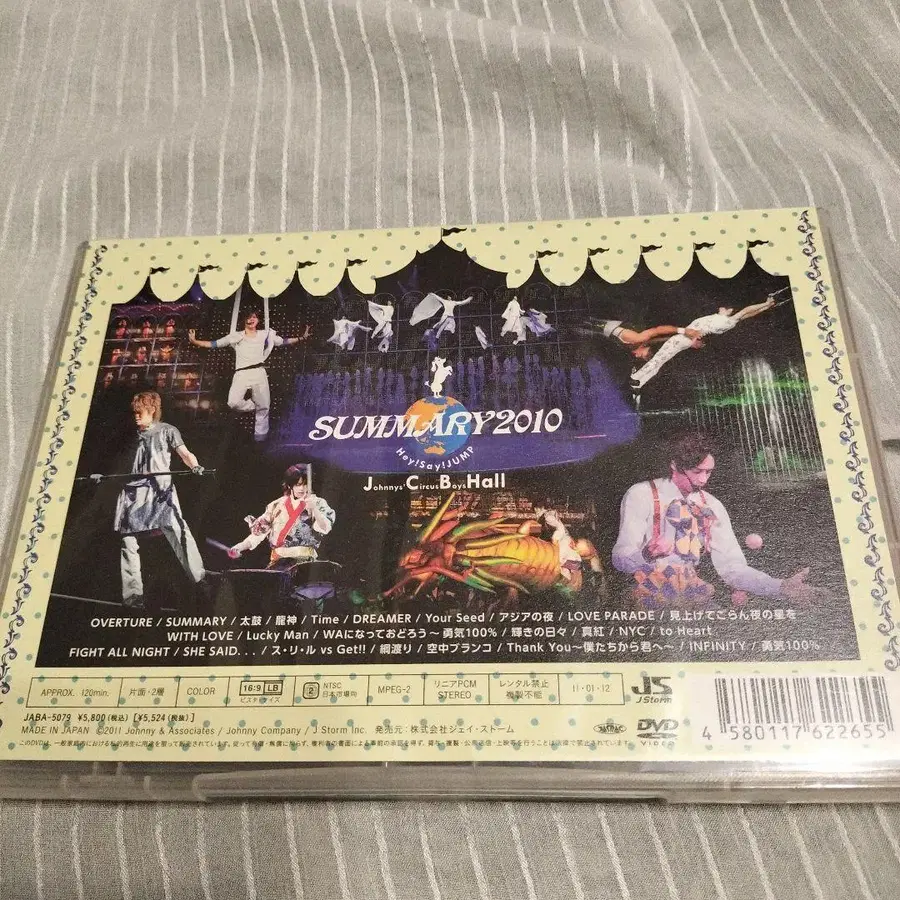 SUMMARY2010
Hey!Say!JUMP
Johnnys' Circus Boys Hall
OVERTURE / SUMMARY / 太鼓 / 龍神 / Time / DREAMER / Your Seed / アジアの夜 / LOVE PARADE / 見上げてごらん夜の星を
WITH LOVE / Lucky Man / WAになっておどろう～勇気100% / 輝きの日々 / 真紅 / NYC / to Heart
FIGHT ALL NIGHT / SHE SAID. . . / ス・リ・ル vs Get!! / 綱渡り / 空中ブランコ / Thank You～僕たちから君へ～ / INFINITY / 勇気100%
APPROX. 120min. 片面・2層 COLOR 16:9 LB ビスタサイズ 2 NTSC 日本市場向 MPEG-2 リニアPCM STEREO レンタル禁止 複製不能 11・01・12 JS J Storm
JABA-5079 ¥5,800(税込) [¥5,524(税抜)]
MADE IN JAPAN ©2011 Johnny & Associates / Johnny Company / J Storm Inc. 発売元:株式会社ジェイ・ストーム
DVD VIDEO
4 580117 622655